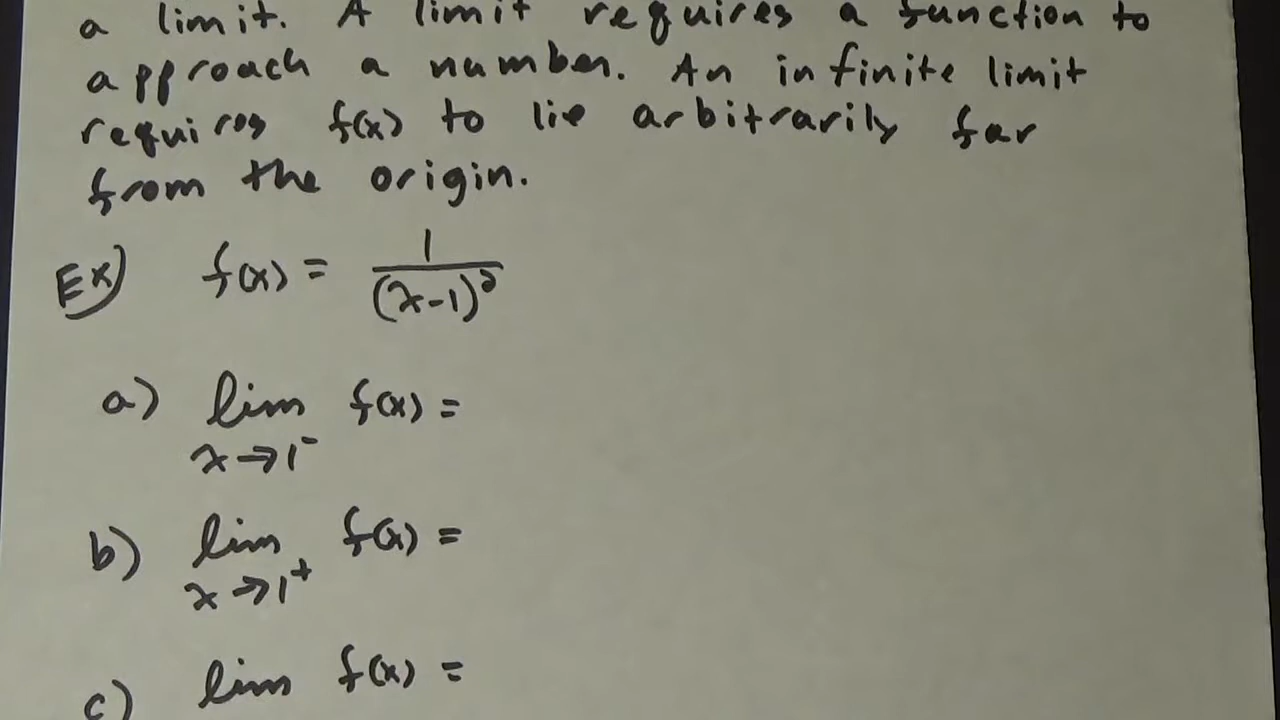 a limit. A limit requires a function to
approach a number. An infinite limit
requires f(x) to lie arbitrarily far
from the origin.
Ex) f(x) = 1/(x-1)²
a) lim x→1⁻ f(x) =
b) lim x→1⁺ f(x) =
c) lim f(x) =